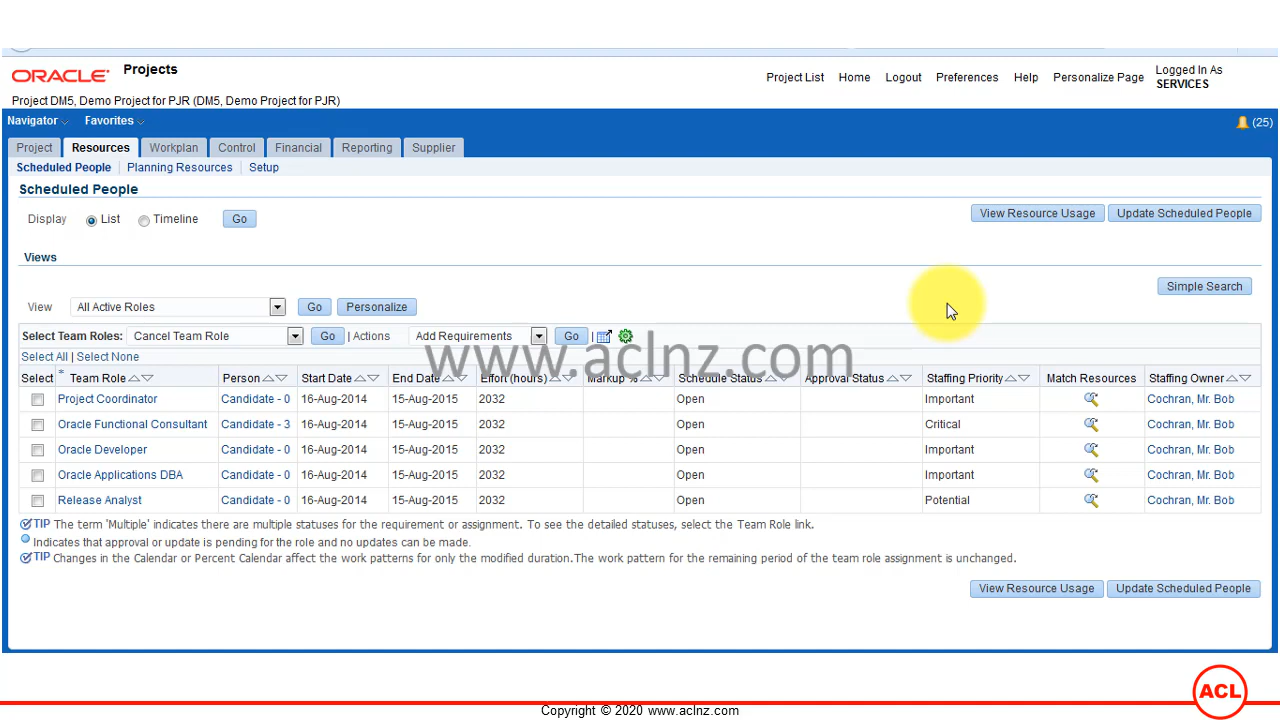 ORACLE Projects
Project List Home Logout Preferences Help Personalize Page Logged In As SERVICES
Project DM5, Demo Project for PJR (DM5, Demo Project for PJR)
Navigator Favorites (25)
Project Resources Workplan Control Financial Reporting Supplier
Scheduled People | Planning Resources | Setup
Scheduled People
Display List Timeline Go View Resource Usage Update Scheduled People
Views
Simple Search
View All Active Roles Go Personalize
Select Team Roles: Cancel Team Role Go | Actions Add Requirements Go |
www.aclnz.com
Select All | Select None
Select * Team Role Person Start Date End Date Effort (hours) Markup % Schedule Status Approval Status Staffing Priority Match Resources Staffing Owner
Project Coordinator Candidate - 0 16-Aug-2014 15-Aug-2015 2032 Open Important Cochran, Mr. Bob
Oracle Functional Consultant Candidate - 3 16-Aug-2014 15-Aug-2015 2032 Open Critical Cochran, Mr. Bob
Oracle Developer Candidate - 0 16-Aug-2014 15-Aug-2015 2032 Open Important Cochran, Mr. Bob
Oracle Applications DBA Candidate - 0 16-Aug-2014 15-Aug-2015 2032 Open Important Cochran, Mr. Bob
Release Analyst Candidate - 0 16-Aug-2014 15-Aug-2015 2032 Open Potential Cochran, Mr. Bob
TIP The term 'Multiple' indicates there are multiple statuses for the requirement or assignment. To see the detailed statuses, select the Team Role link.
Indicates that approval or update is pending for the role and no updates can be made.
TIP Changes in the Calendar or Percent Calendar affect the work patterns for only the modified duration.The work pattern for the remaining period of the team role assignment is unchanged.
View Resource Usage Update Scheduled People
ACL
Copyright © 2020 www.aclnz.com